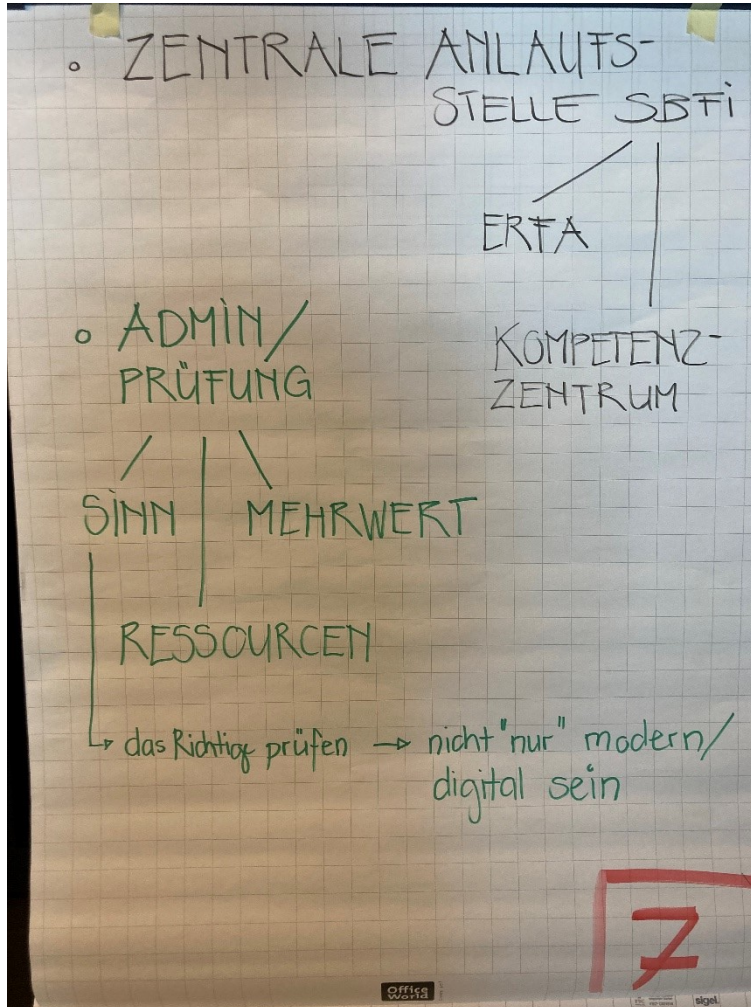 • ZENTRALE ANLAUFS-
STELLE SBFi
ERFA
KOMPETENZ-
ZENTRUM
• ADMIN/
PRÜFUNG
SINN
MEHRWERT
RESSOURCEN
das Richtige prüfen → nicht "nur" modern/
digital sein
7
Office
World
sigel